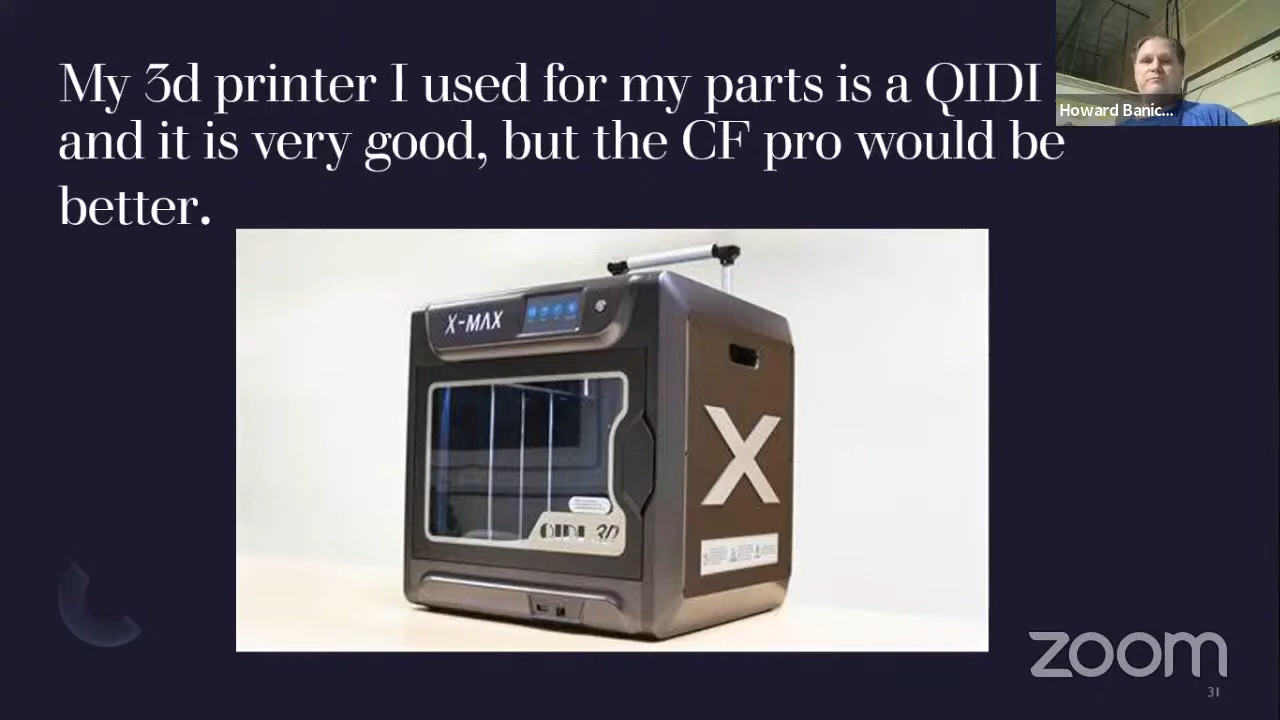 My 3d printer I used for my parts is a QIDI
and it is very good, but the CF pro would be
better.
Howard Banic...
X-MAX
X
QIDI 3D
zoom
31